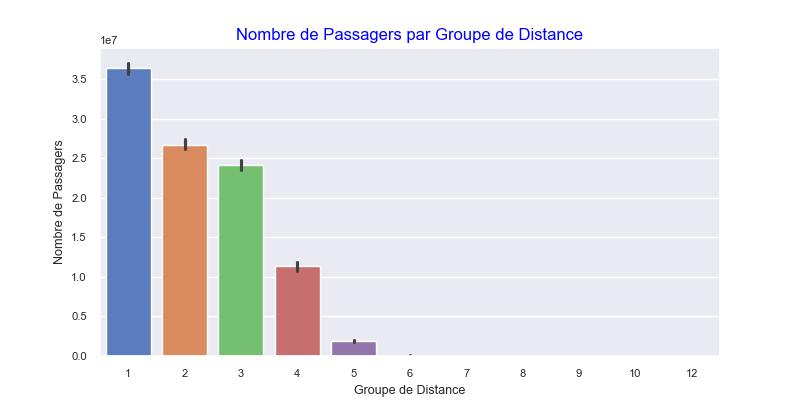 Nombre de Passagers par Groupe de Distance
1e7
3.5
3.0
2.5
2.0
1.5
1.0
0.5
0.0
Nombre de Passagers
1 2 3 4 5 6 7 8 9 10 12
Groupe de Distance